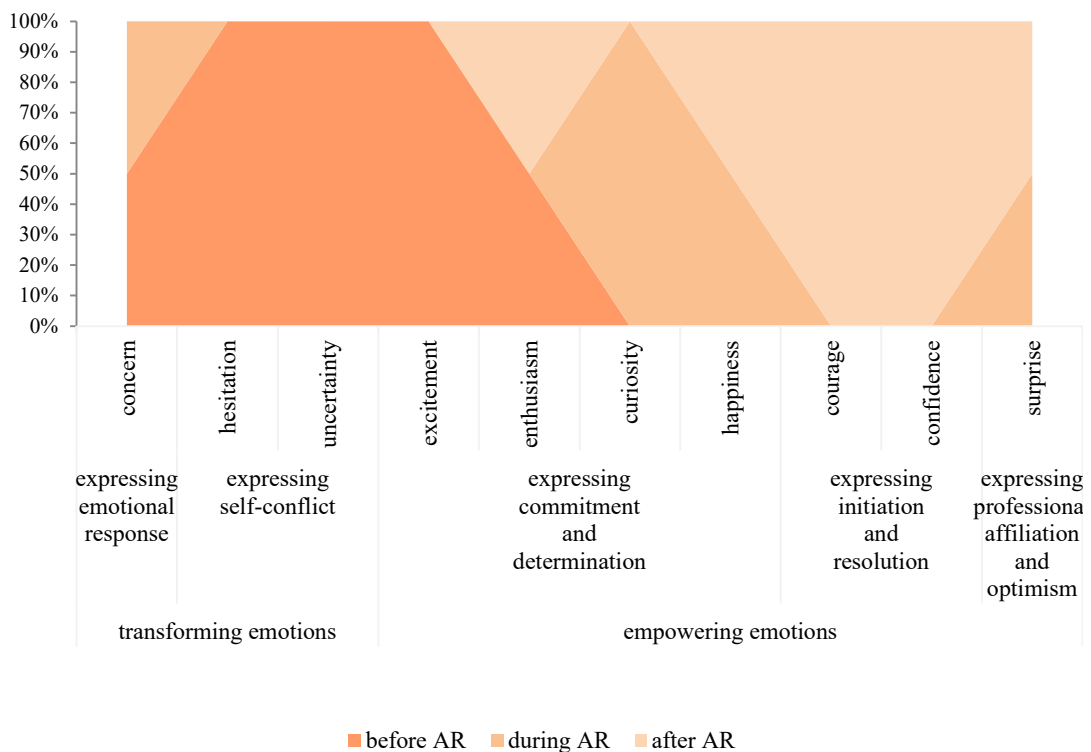 100%
90%
80%
70%
60%
50%
40%
30%
20%
10%
0%
concern
hesitation
uncertainty
excitement
enthusiasm
curiosity
happiness
courage
confidence
surprise
expressing
emotional
response
expressing
self-conflict
expressing
commitment
and
determination
expressing
initiation
and
resolution
expressing
professiona
affiliation
and
optimism
transforming emotions
empowering emotions
before AR
during AR
after AR